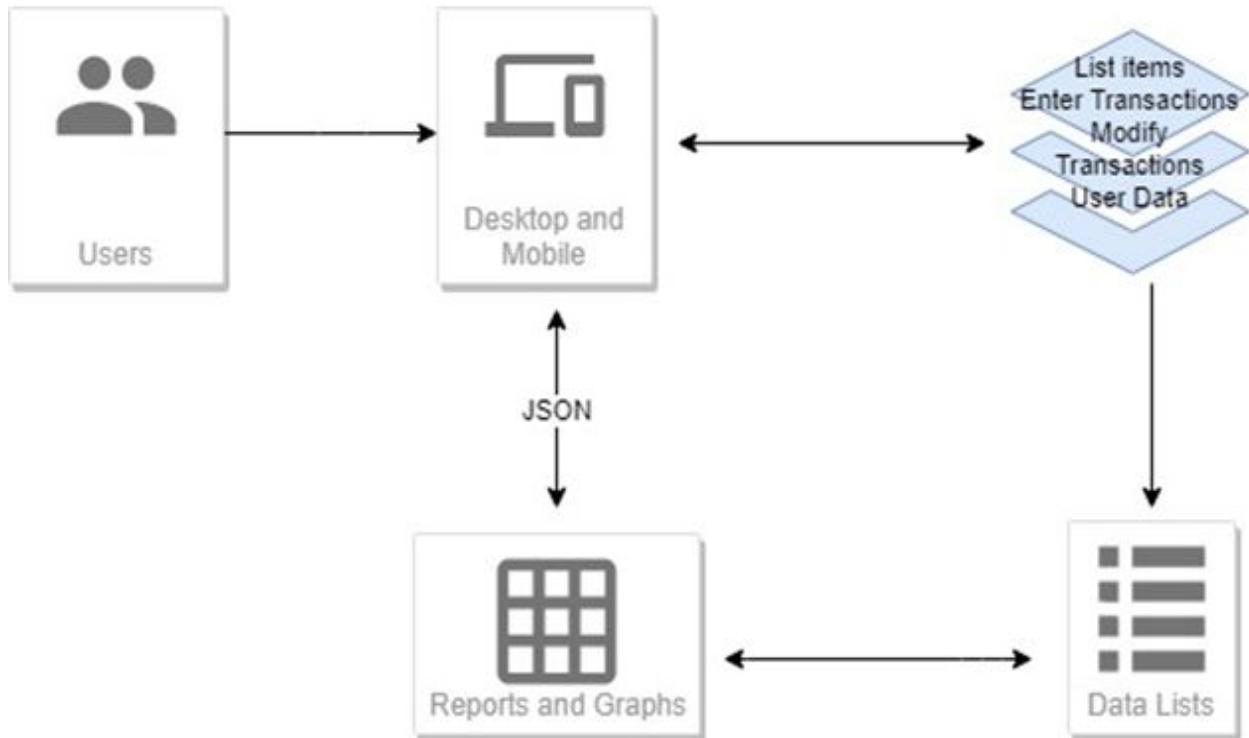 List items
Enter Transactions
Modify
Transactions
User Data
Users
Desktop and
Mobile
JSON
Reports and Graphs
Data Lists